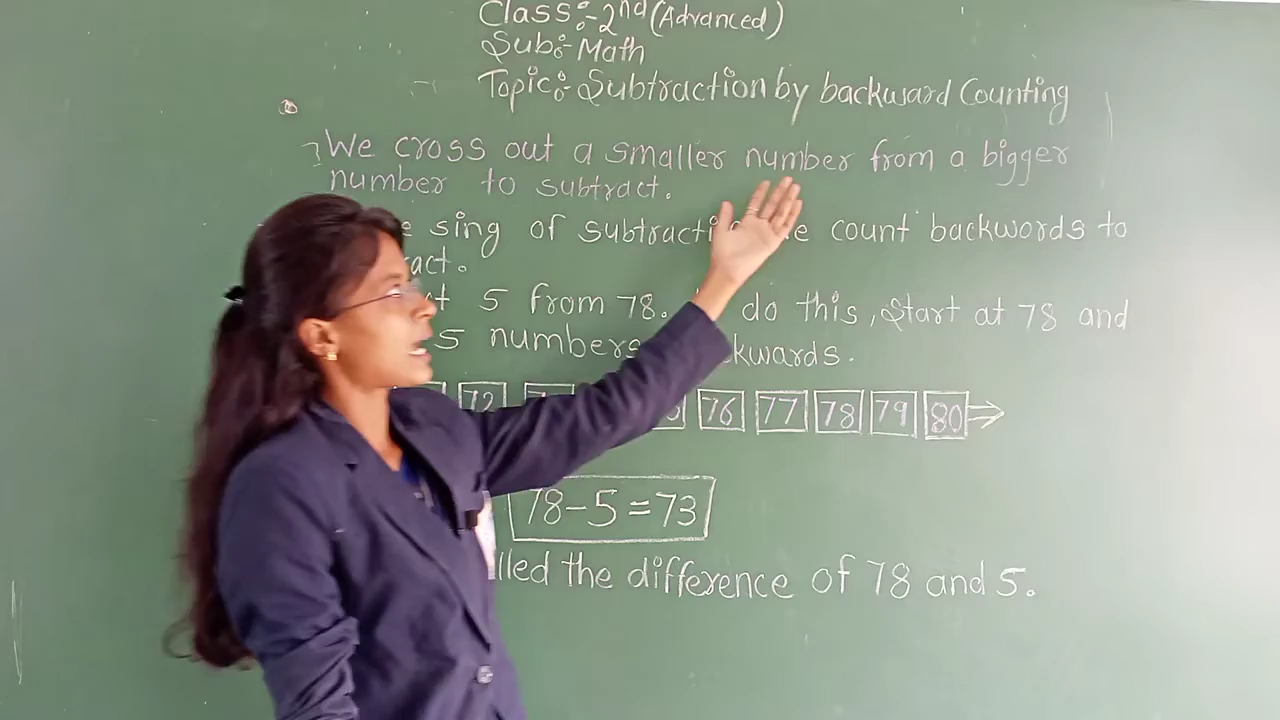 Class:-2nd (Advanced)
Sub:- Math
Topic:- Subtraction by backward Counting
We cross out a smaller number from a bigger
number to subtract.
sing of subtracti count backwords to
act.
5 from 78. do this, Start at 78 and
5 numbers kwards.
72 76 77 78 79 80
78-5=73
lled the difference of 78 and 5.